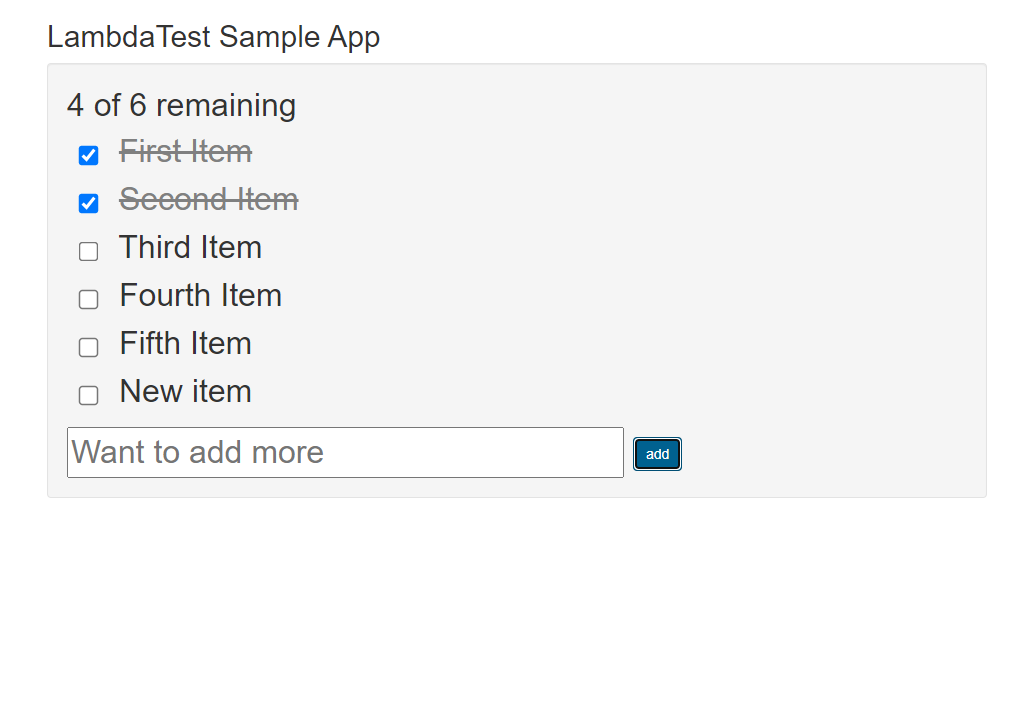 LambdaTest Sample App
4 of 6 remaining
First Item
Second Item
Third Item
Fourth Item
Fifth Item
New item
Want to add more
add